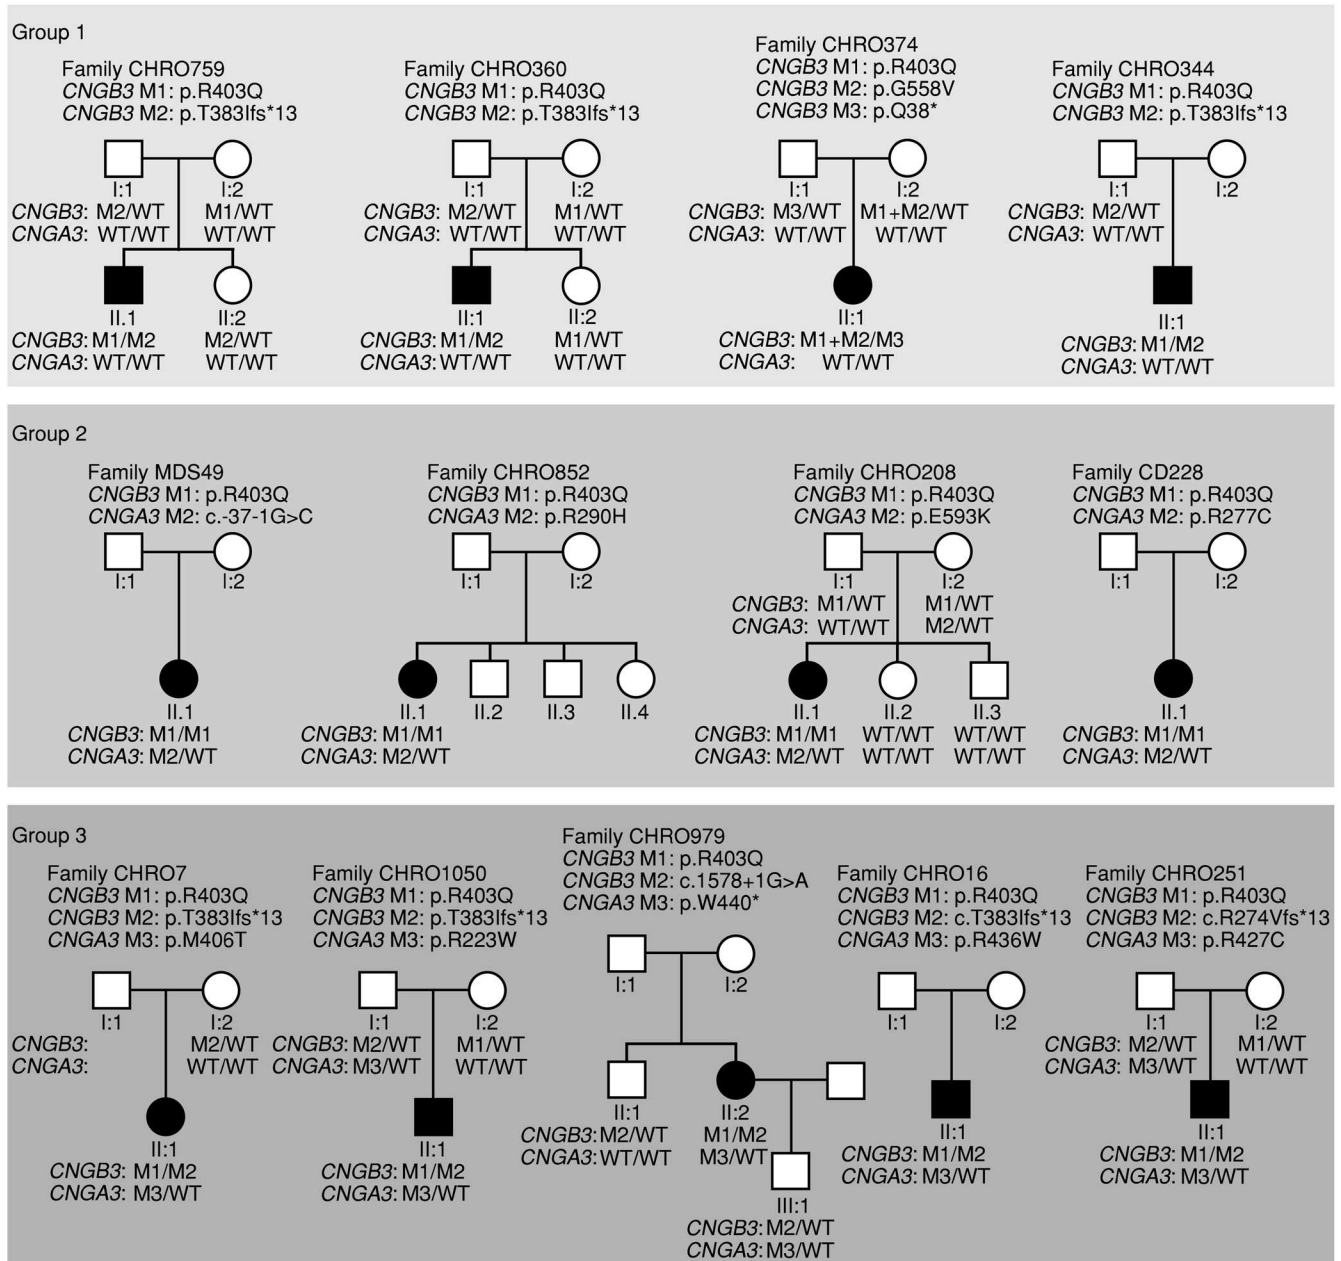 Group 1
Family CHRO759
CNGB3 M1: p.R403Q
CNGB3 M2: p.T383Ifs*13
I:1 I:2
CNGB3: M2/WT M1/WT
CNGA3: WT/WT WT/WT
II.1 II:2
CNGB3: M1/M2 M2/WT
CNGA3: WT/WT WT/WT
Family CHRO360
CNGB3 M1: p.R403Q
CNGB3 M2: p.T383Ifs*13
I:1 I:2
CNGB3: M2/WT M1/WT
CNGA3: WT/WT WT/WT
II:1 II:2
CNGB3: M1/M2 M1/WT
CNGA3: WT/WT WT/WT
Family CHRO374
CNGB3 M1: p.R403Q
CNGB3 M2: p.G558V
CNGB3 M3: p.Q38*
I:1 I:2
CNGB3: M3/WT M1+M2/WT
CNGA3: WT/WT WT/WT
II:1
CNGB3: M1+M2/M3
CNGA3: WT/WT
Family CHRO344
CNGB3 M1: p.R403Q
CNGB3 M2: p.T383Ifs*13
I:1 I:2
CNGB3: M2/WT
CNGA3: WT/WT
II:1
CNGB3: M1/M2
CNGA3: WT/WT
Group 2
Family MDS49
CNGB3 M1: p.R403Q
CNGA3 M2: c.-37-1G>C
I:1 I:2
II.1
CNGB3: M1/M1
CNGA3: M2/WT
Family CHRO852
CNGB3 M1: p.R403Q
CNGA3 M2: p.R290H
I:1 I:2
II.1 II.2 II.3 II.4
CNGB3: M1/M1
CNGA3: M2/WT
Family CHRO208
CNGB3 M1: p.R403Q
CNGA3 M2: p.E593K
I:1 I:2
CNGB3: M1/WT M1/WT
CNGA3: WT/WT M2/WT
II.1 II.2 II.3
CNGB3: M1/M1 WT/WT WT/WT
CNGA3: M2/WT WT/WT WT/WT
Family CD228
CNGB3 M1: p.R403Q
CNGA3 M2: p.R277C
I:1 I:2
II.1
CNGB3: M1/M1
CNGA3: M2/WT
Group 3
Family CHRO7
CNGB3 M1: p.R403Q
CNGB3 M2: p.T383Ifs*13
CNGA3 M3: p.M406T
I:1 I:2
CNGB3: M2/WT
CNGA3: WT/WT
II:1
CNGB3: M1/M2
CNGA3: M3/WT
Family CHRO1050
CNGB3 M1: p.R403Q
CNGB3 M2: p.T383Ifs*13
CNGA3 M3: p.R223W
I:1 I:2
CNGB3: M2/WT M1/WT
CNGA3: M3/WT WT/WT
II:1
CNGB3: M1/M2
CNGA3: M3/WT
Family CHRO979
CNGB3 M1: p.R403Q
CNGB3 M2: c.1578+1G>A
CNGA3 M3: p.W440*
I:1 I:2
II:1 II:2
CNGB3: M2/WT M1/M2
CNGA3: WT/WT M3/WT
III:1
CNGB3: M2/WT
CNGA3: M3/WT
Family CHRO16
CNGB3 M1: p.R403Q
CNGB3 M2: c.T383Ifs*13
CNGA3 M3: p.R436W
I:1 I:2
II:1
CNGB3: M1/M2
CNGA3: M3/WT
Family CHRO251
CNGB3 M1: p.R403Q
CNGB3 M2: c.R274Vfs*13
CNGA3 M3: p.R427C
I:1 I:2
CNGB3: M2/WT M1/WT
CNGA3: M3/WT WT/WT
II:1
CNGB3: M1/M2
CNGA3: M3/WT